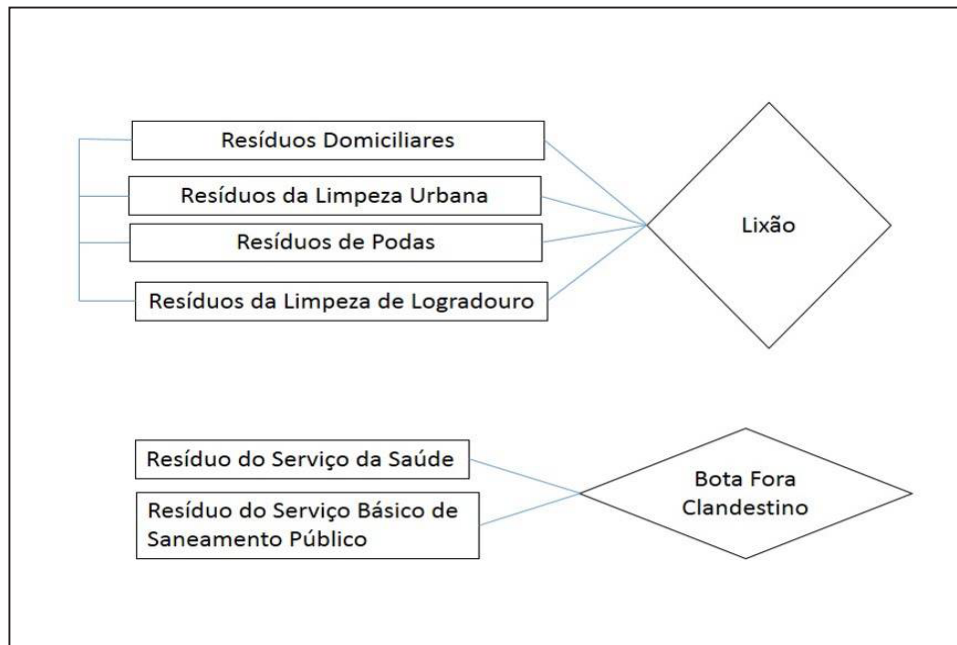 Resíduos Domiciliares
Resíduos da Limpeza Urbana
Resíduos de Podas
Resíduos da Limpeza de Logradouro
Lixão
Resíduo do Serviço da Saúde
Resíduo do Serviço Básico de
Saneamento Público
Bota Fora
Clandestino